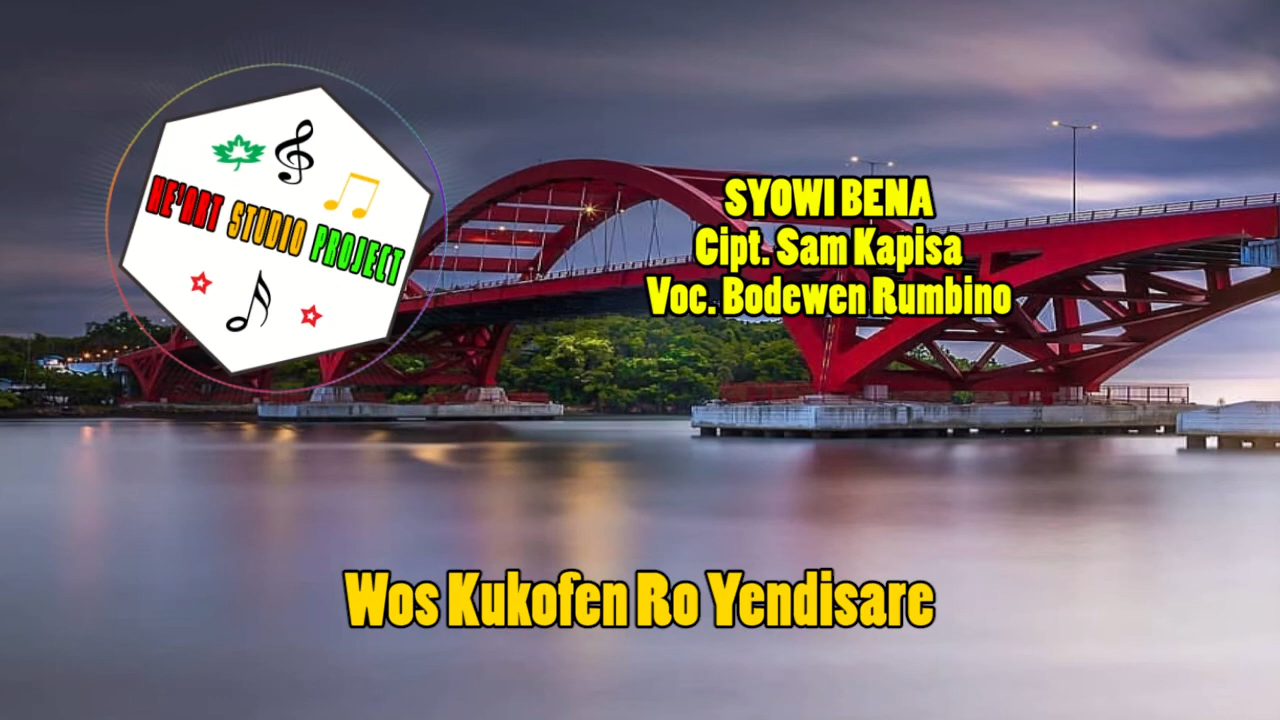 HE'ART STUDIO PROJECT
SYOWI BENA
Cipt. Sam Kapisa
Voc. Bodewen Rumbino
Wos Kukofen Ro Yendisare